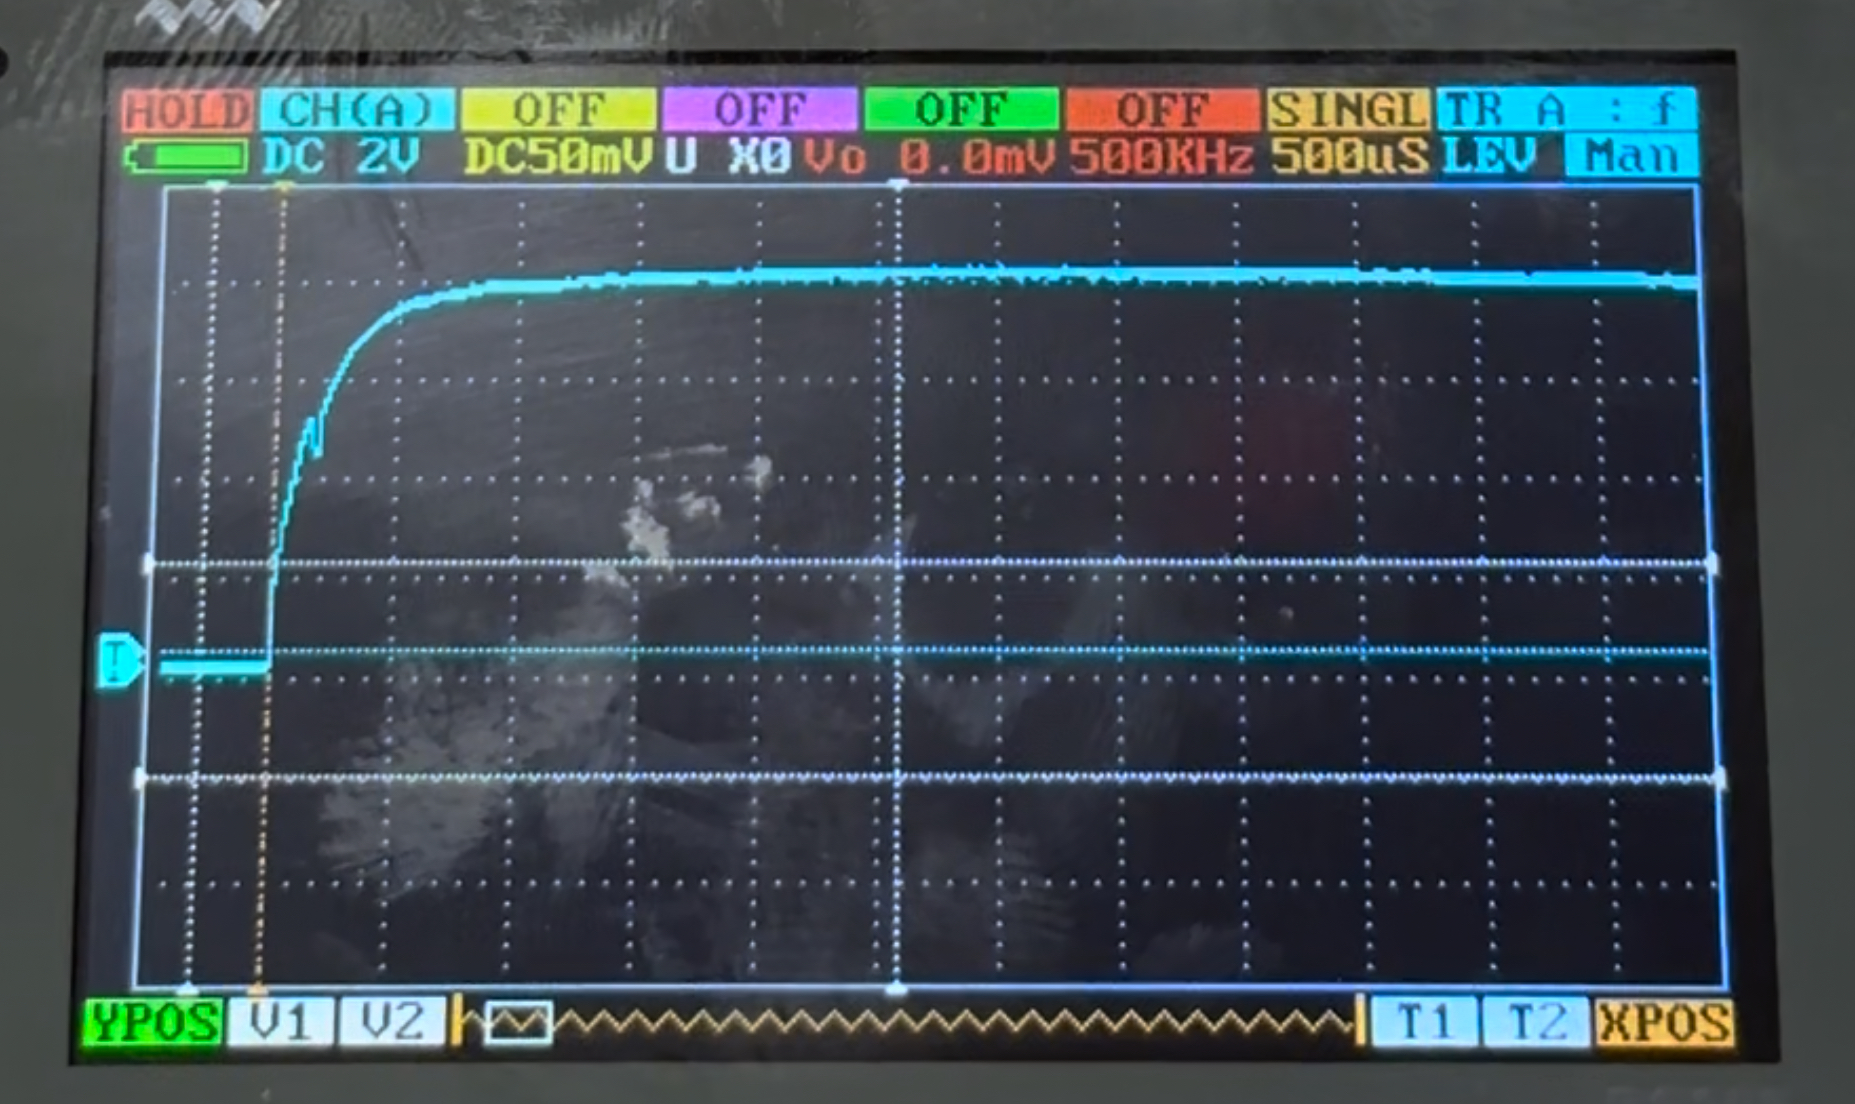 HOLD CH(A) OFF OFF OFF OFF SINGL TR A : f
DC 2V DC50mV U X0 Vo 0.0mV 500KHz 500uS LEV Man
T
YPOS V1 V2 T1 T2 XPOS